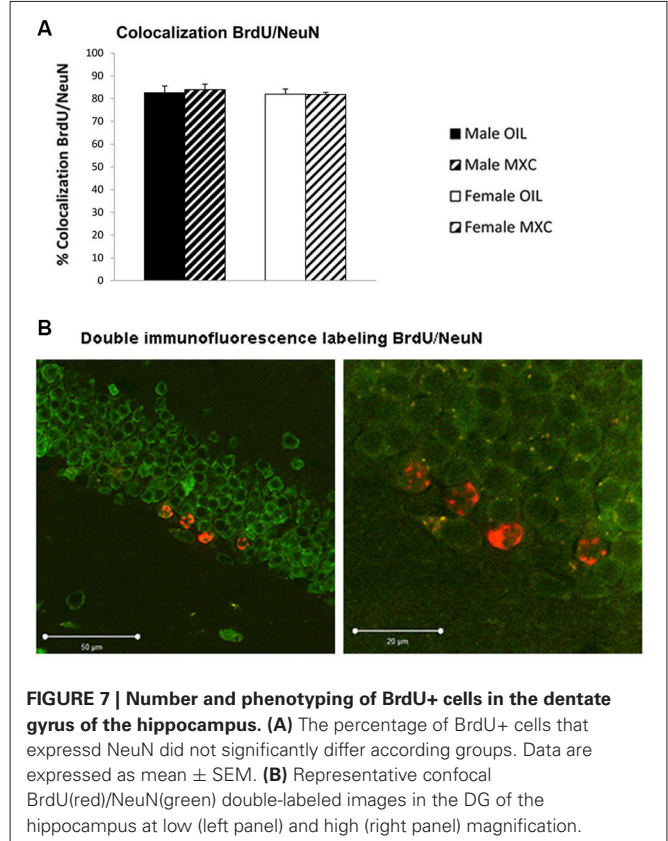 A
Colocalization BrdU/NeuN
% Colocalization BrdU/NeuN
100
90
80
70
60
50
40
30
20
10
0
Male OIL
Male MXC
Female OIL
Female MXC
B
Double immunofluorescence labeling BrdU/NeuN
50 µm
20 µm
FIGURE 7 | Number and phenotyping of BrdU+ cells in the dentate
gyrus of the hippocampus. (A) The percentage of BrdU+ cells that
expressd NeuN did not significantly differ according groups. Data are
expressed as mean ± SEM. (B) Representative confocal
BrdU(red)/NeuN(green) double-labeled images in the DG of the
hippocampus at low (left panel) and high (right panel) magnification.